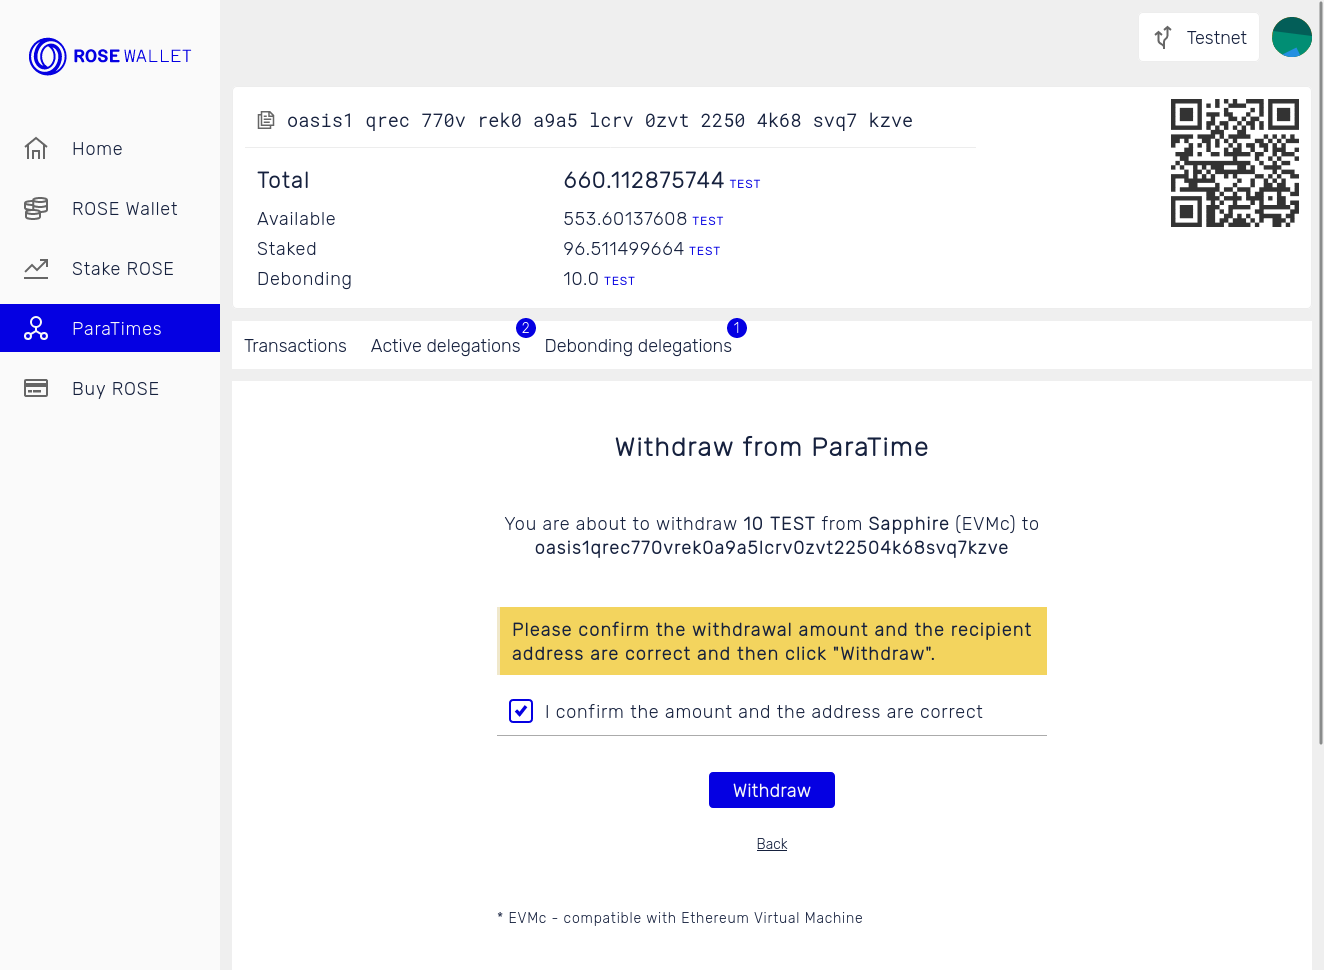 ROSE WALLET
Testnet
Home
ROSE Wallet
Stake ROSE
ParaTimes
Buy ROSE
oasis1 qrec 770v rek0 a9a5 lcrv 0zvt 2250 4k68 svq7 kzve
Total 660.112875744 TEST
Available 553.60137608 TEST
Staked 96.511499664 TEST
Debonding 10.0 TEST
Transactions Active delegations 2 Debonding delegations 1
Withdraw from ParaTime
You are about to withdraw 10 TEST from Sapphire (EVMc) to
oasis1qrec770vrek0a9a5lcrv0zvt22504k68svq7kzve
Please confirm the withdrawal amount and the recipient
address are correct and then click "Withdraw".
I confirm the amount and the address are correct
Withdraw
Back
* EVMc - compatible with Ethereum Virtual Machine